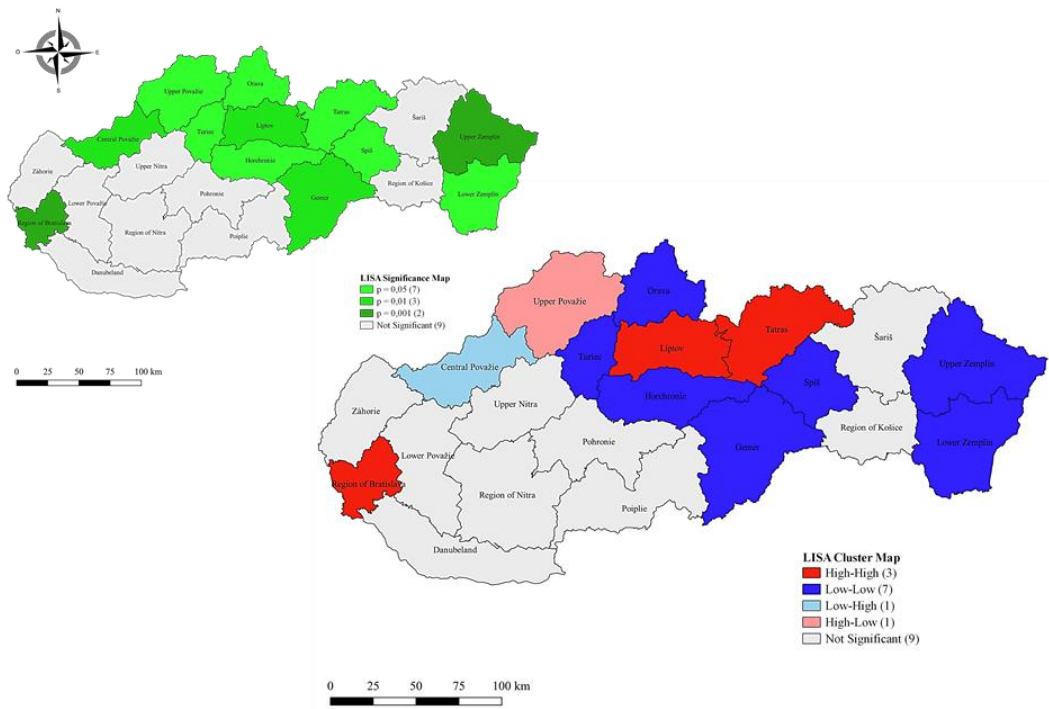 N
O
E
S
Orava
Upper Považie
Tatras
Šariš
Liptov
Central Považie
Turiec
Upper Zemplín
Spiš
Horehronie
Záhorie
Upper Nitra
Region of Košice
Pohronie
Lower Zemplín
Gemer
Lower Považie
Region of Bratislava
Region of Nitra
Poiplie
Danubeland
LISA Significance Map
p = 0,05 (7)
p = 0,01 (3)
p = 0,001 (2)
Not Significant (9)
0 25 50 75 100 km
Orava
Upper Považie
Šariš
Tatras
Liptov
Turiec
Central Považie
Upper Zemplín
Spiš
Horehronie
Upper Nitra
Záhorie
Region of Košice
Pohronie
Lower Zemplín
Gemer
Lower Považie
Region of Bratislava
Region of Nitra
Poiplie
Danubeland
LISA Cluster Map
High-High (3)
Low-Low (7)
Low-High (1)
High-Low (1)
Not Significant (9)
0 25 50 75 100 km